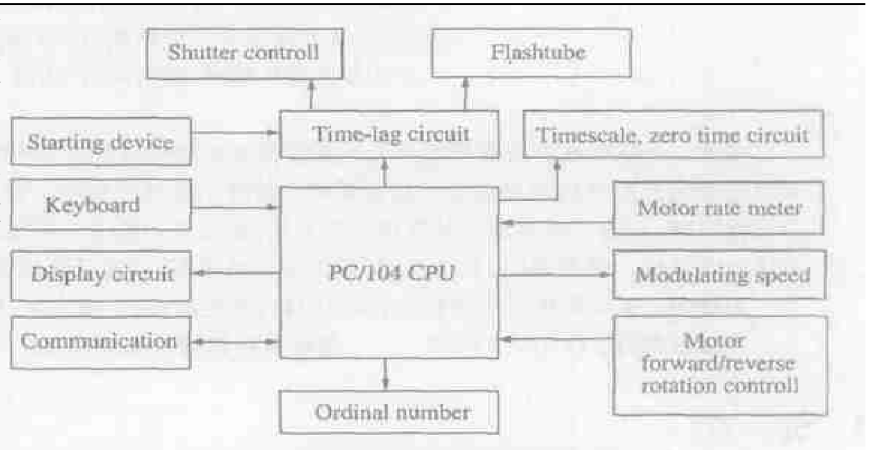 Shutter controll
Flashtube
Starting device
Time-lag circuit
Timescale, zero time circuit
Keyboard
Motor rate meter
PC/104 CPU
Display circuit
Modulating speed
Communication
Motor
forward/reverse
rotation controll
Ordinal number